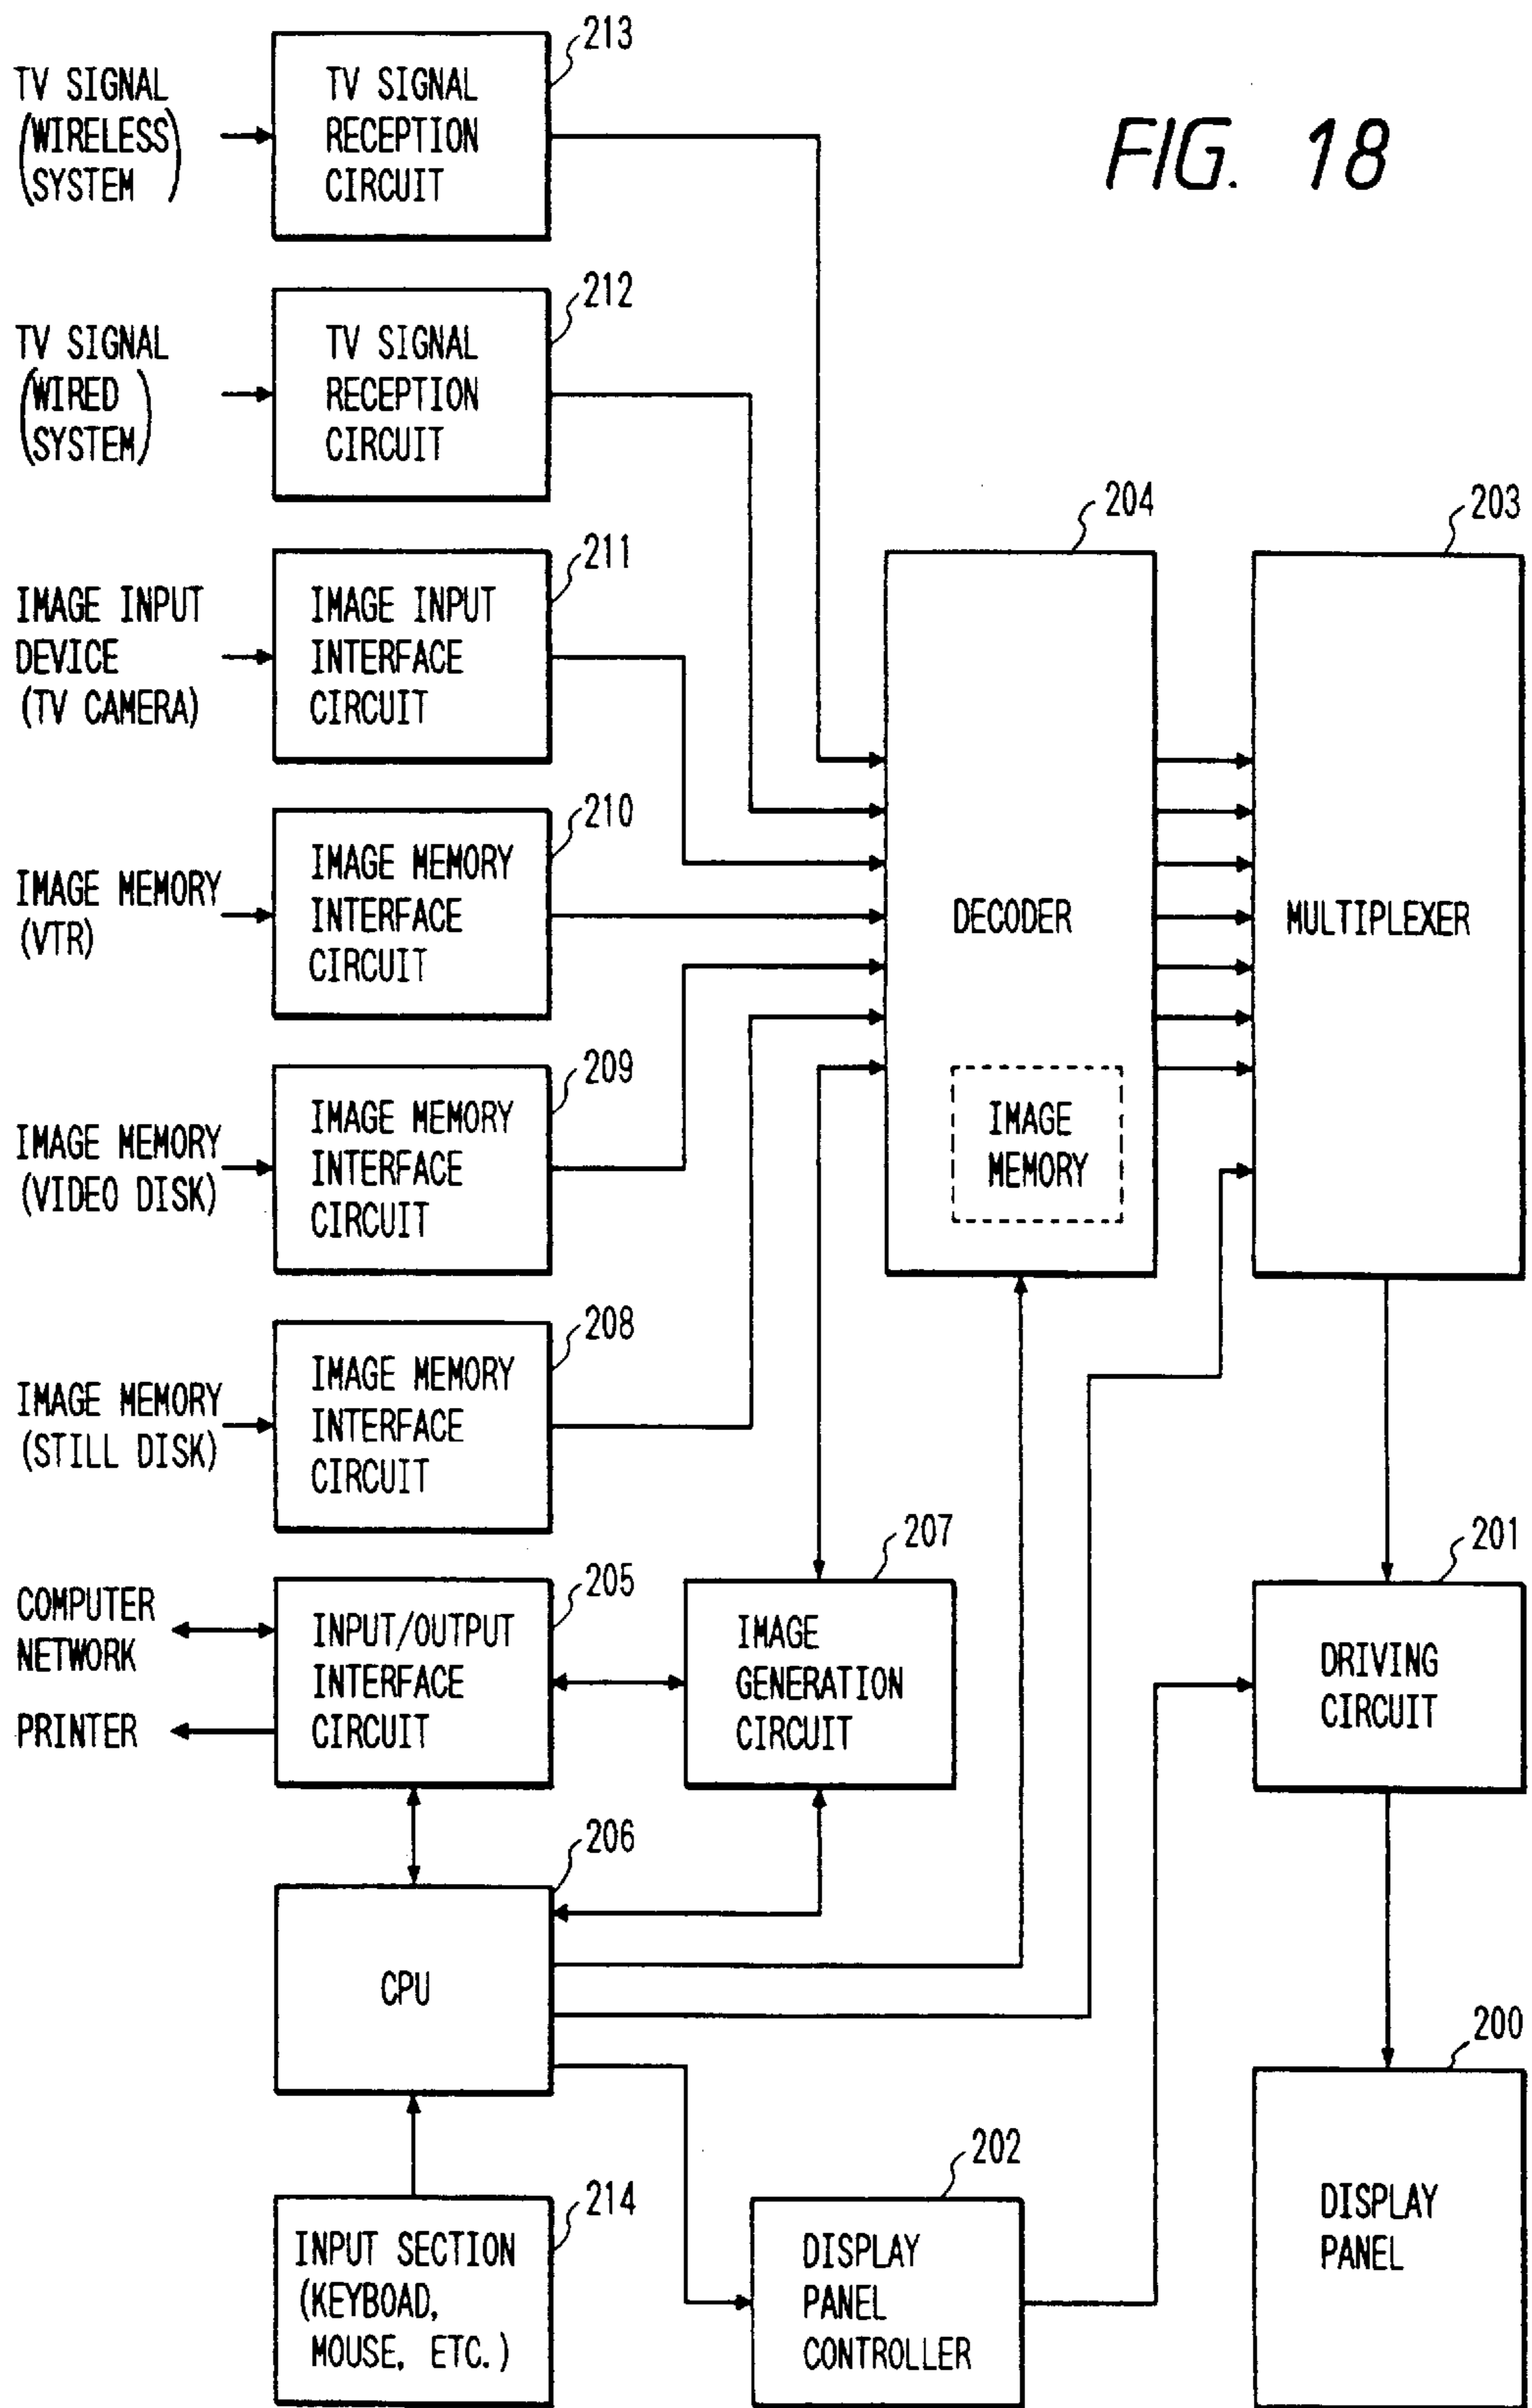 FIG. 18
213
TV SIGNAL
(WIRELESS
SYSTEM)
TV SIGNAL
RECEPTION
CIRCUIT
212
TV SIGNAL
(WIRED
SYSTEM)
TV SIGNAL
RECEPTION
CIRCUIT
211
IMAGE INPUT
DEVICE
(TV CAMERA)
IMAGE INPUT
INTERFACE
CIRCUIT
210
IMAGE MEMORY
(VTR)
IMAGE MEMORY
INTERFACE
CIRCUIT
209
IMAGE MEMORY
(VIDEO DISK)
IMAGE MEMORY
INTERFACE
CIRCUIT
208
IMAGE MEMORY
(STILL DISK)
IMAGE MEMORY
INTERFACE
CIRCUIT
204
DECODER
IMAGE
MEMORY
203
MULTIPLEXER
205
COMPUTER
NETWORK
PRINTER
INPUT/OUTPUT
INTERFACE
CIRCUIT
207
IMAGE
GENERATION
CIRCUIT
201
DRIVING
CIRCUIT
206
CPU
200
DISPLAY
PANEL
214
INPUT SECTION
(KEYBOAD,
MOUSE, ETC.)
202
DISPLAY
PANEL
CONTROLLER